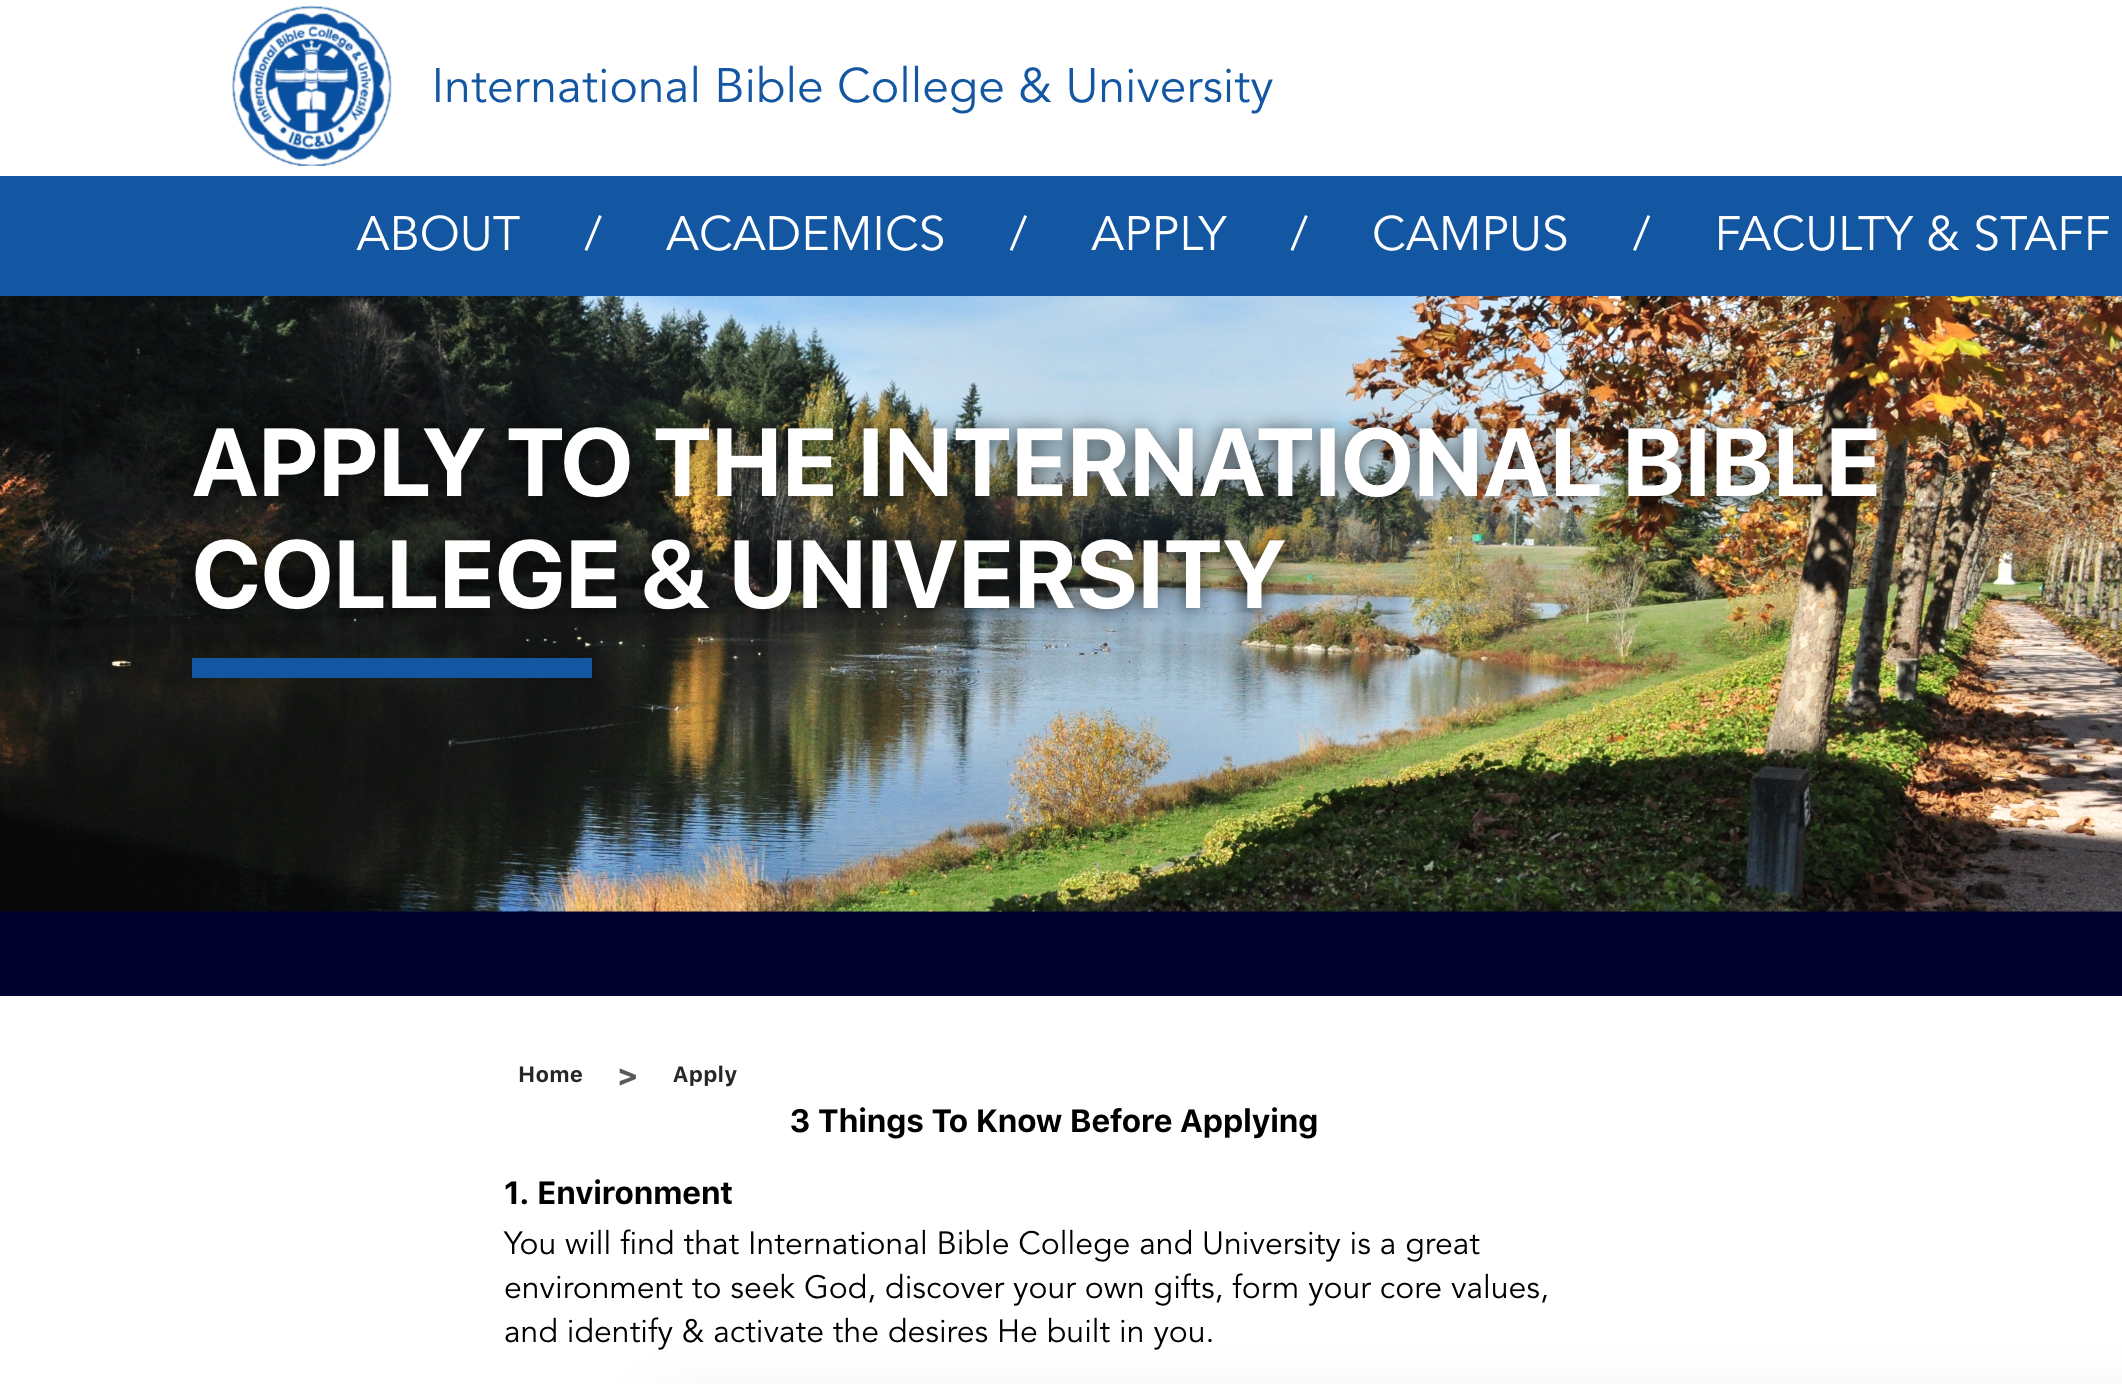 International Bible College & University
IBC&U
International Bible College & University
ABOUT / ACADEMICS / APPLY / CAMPUS / FACULTY & STAFF
APPLY TO THE INTERNATIONAL BIBLE
COLLEGE & UNIVERSITY
Home > Apply
3 Things To Know Before Applying
1. Environment
You will find that International Bible College and University is a great
environment to seek God, discover your own gifts, form your core values,
and identify & activate the desires He built in you.